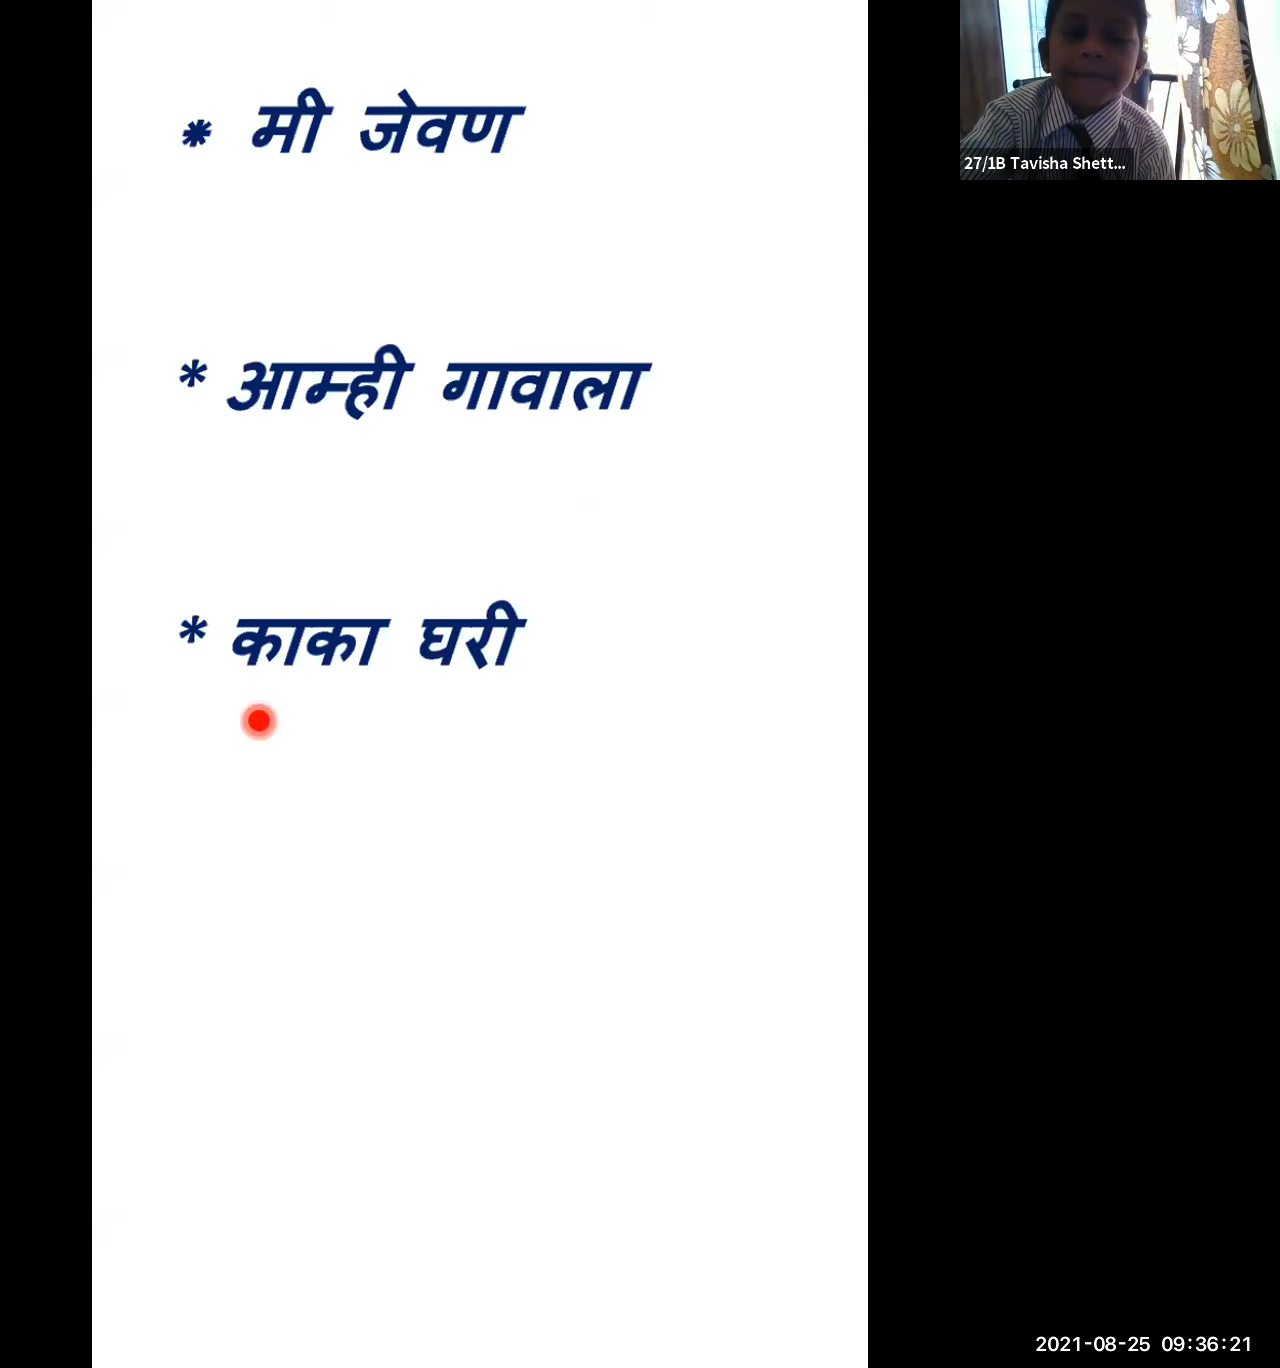 * मी जेवण
* आम्ही गावाला
* काका घरी
27/1B Tavisha Shett...
2021-08-25 09:36:21